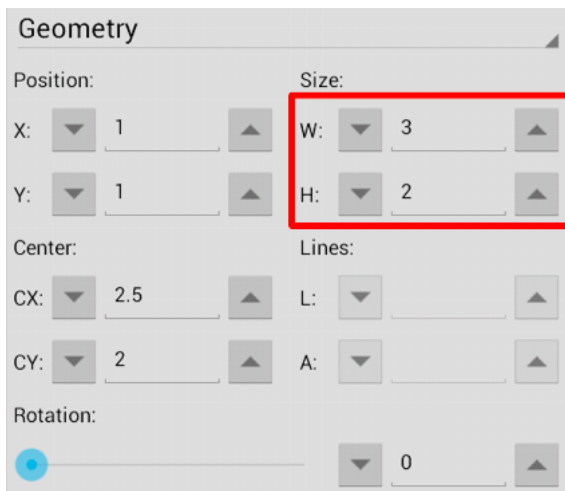 Geometry
Position: Size:
X: 1 W: 3
Y: 1 H: 2
Center: Lines:
CX: 2.5 L:
CY: 2 A:
Rotation:
0